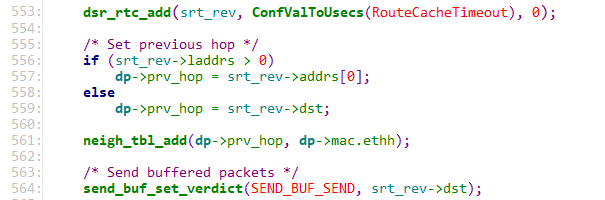 553: dsr_rtc_add(srt_rev, ConfValToUsecs(RouteCacheTimeout), 0);
554:
555: /* Set previous hop */
556: if (srt_rev->laddrs > 0)
557: dp->prv_hop = srt_rev->addrs[0];
558: else
559: dp->prv_hop = srt_rev->dst;
560:
561: neigh_tbl_add(dp->prv_hop, dp->mac.ethh);
562:
563: /* Send buffered packets */
564: send_buf_set_verdict(SEND_BUF_SEND, srt_rev->dst);